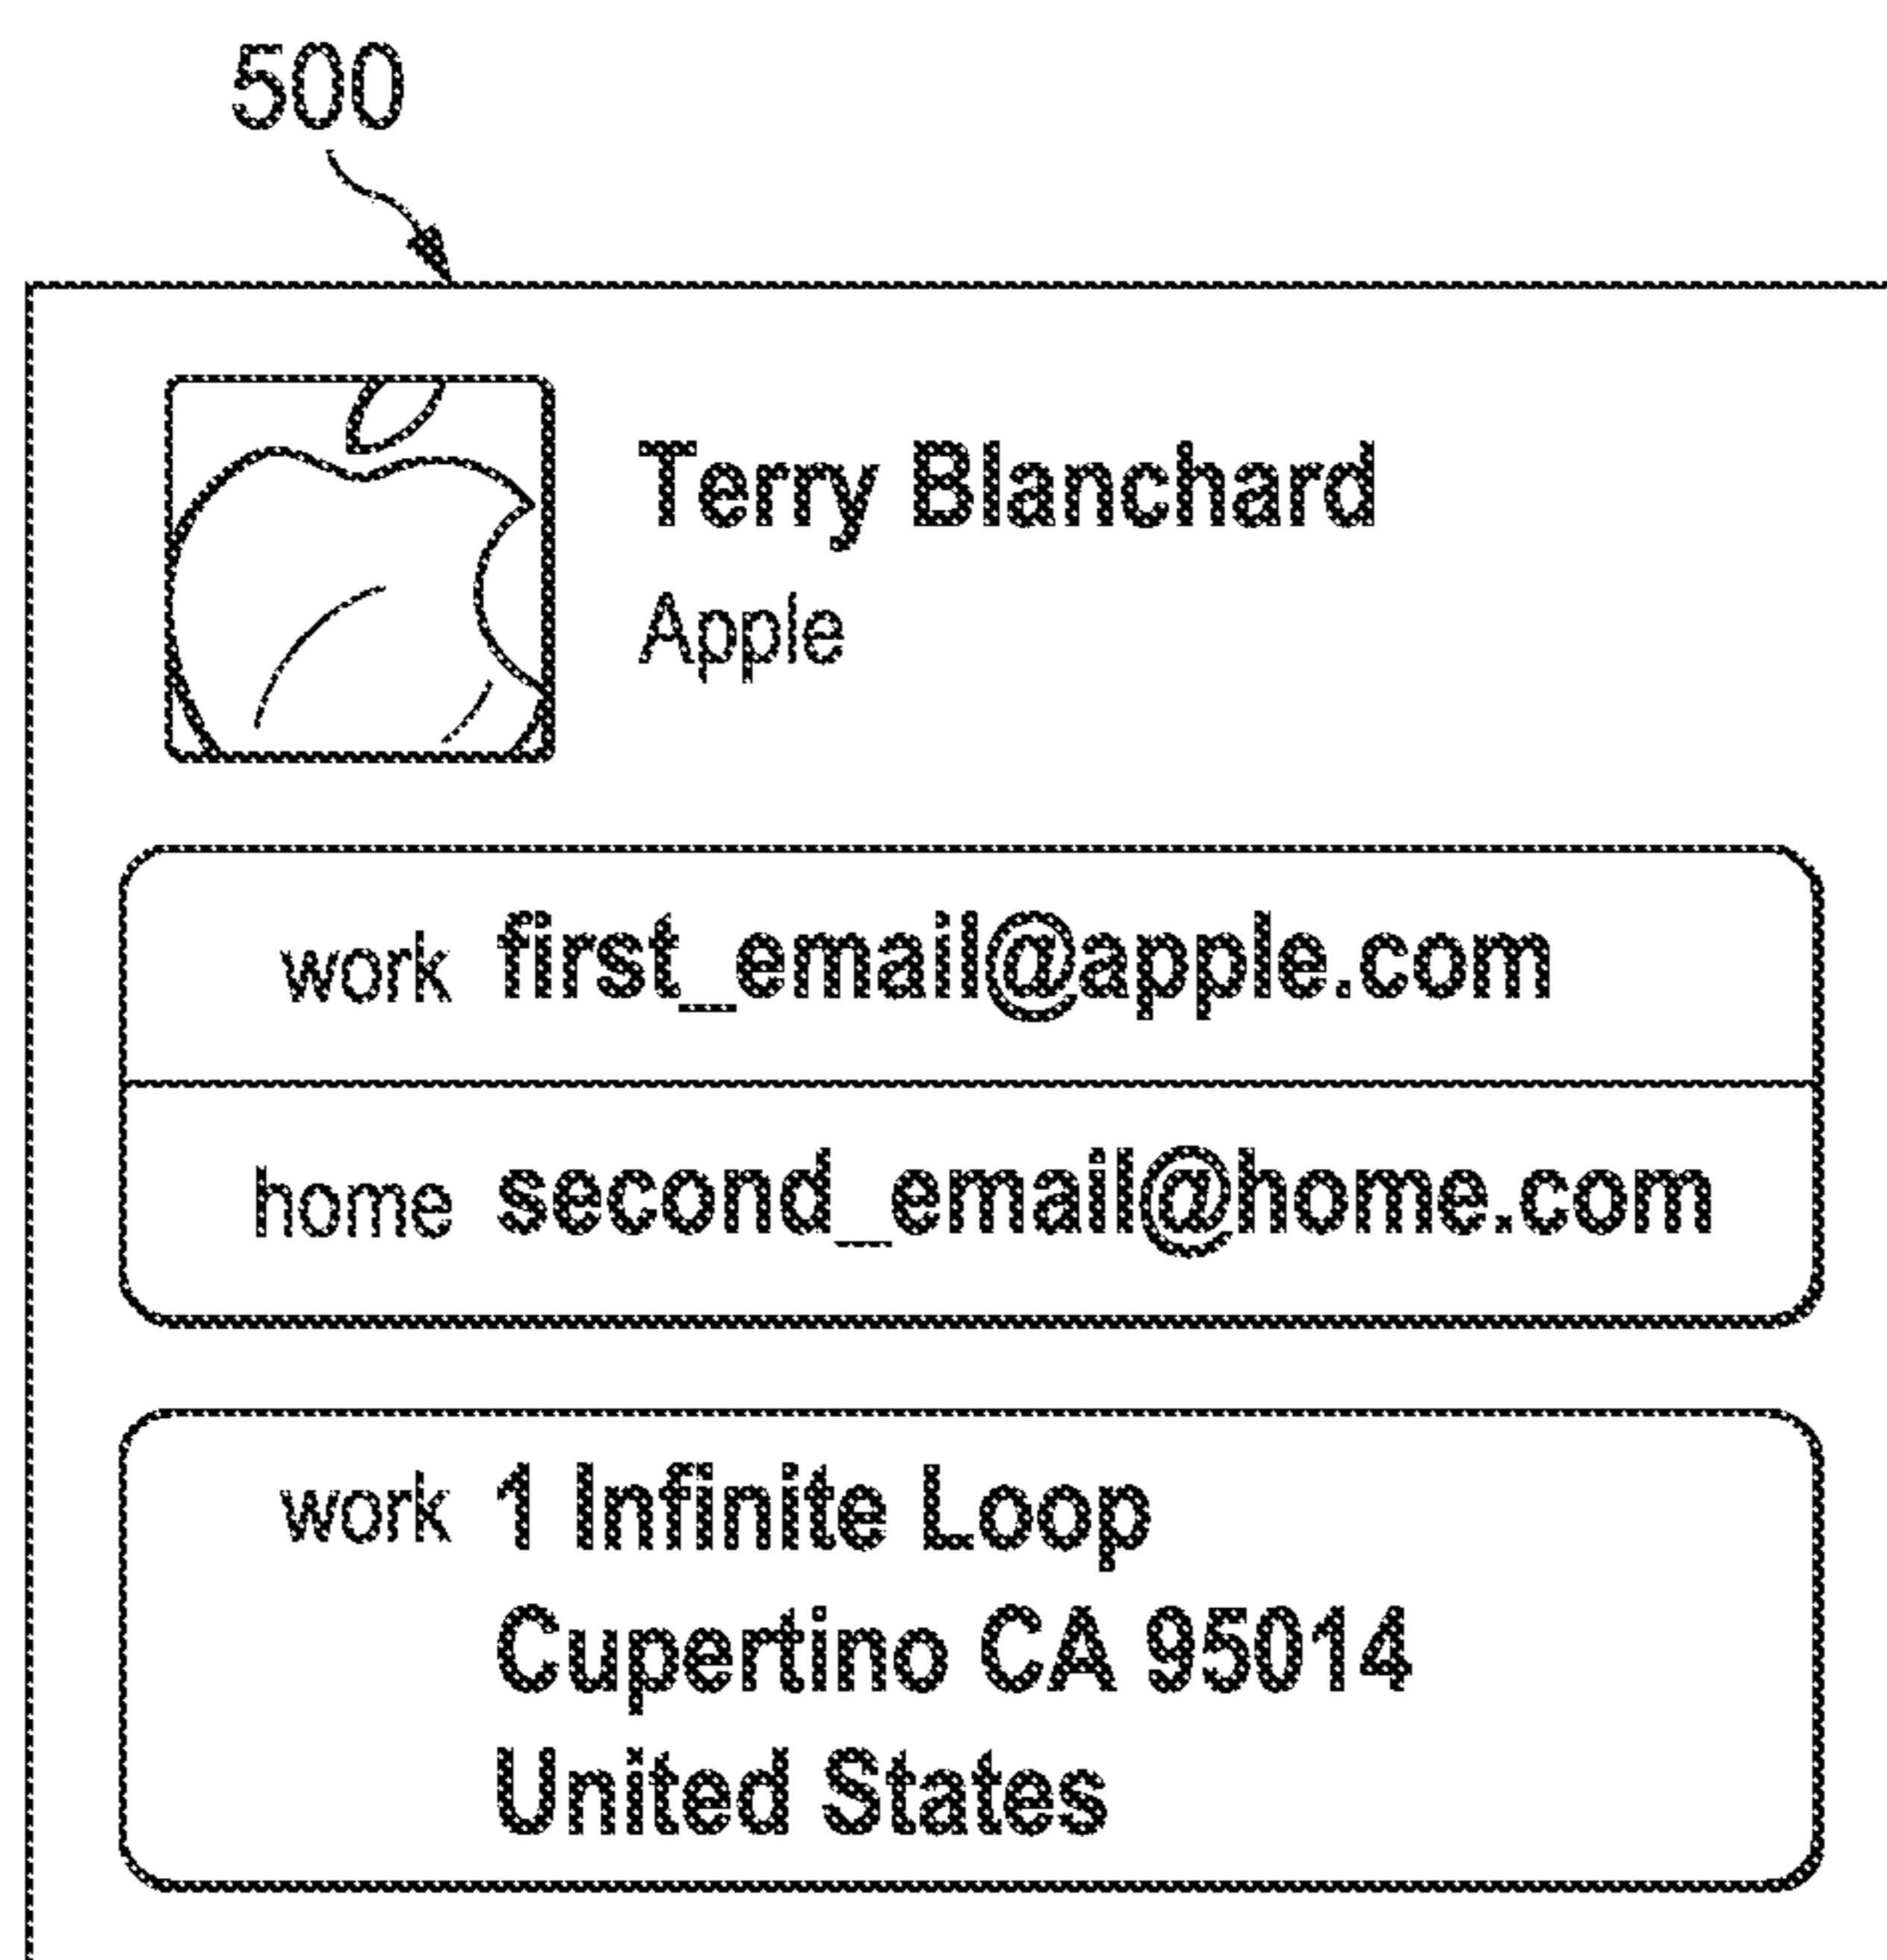 500
Terry Blanchard
Apple
work first_email@apple.com
home second_email@home.com
work 1 Infinite Loop
Cupertino CA 95014
United States